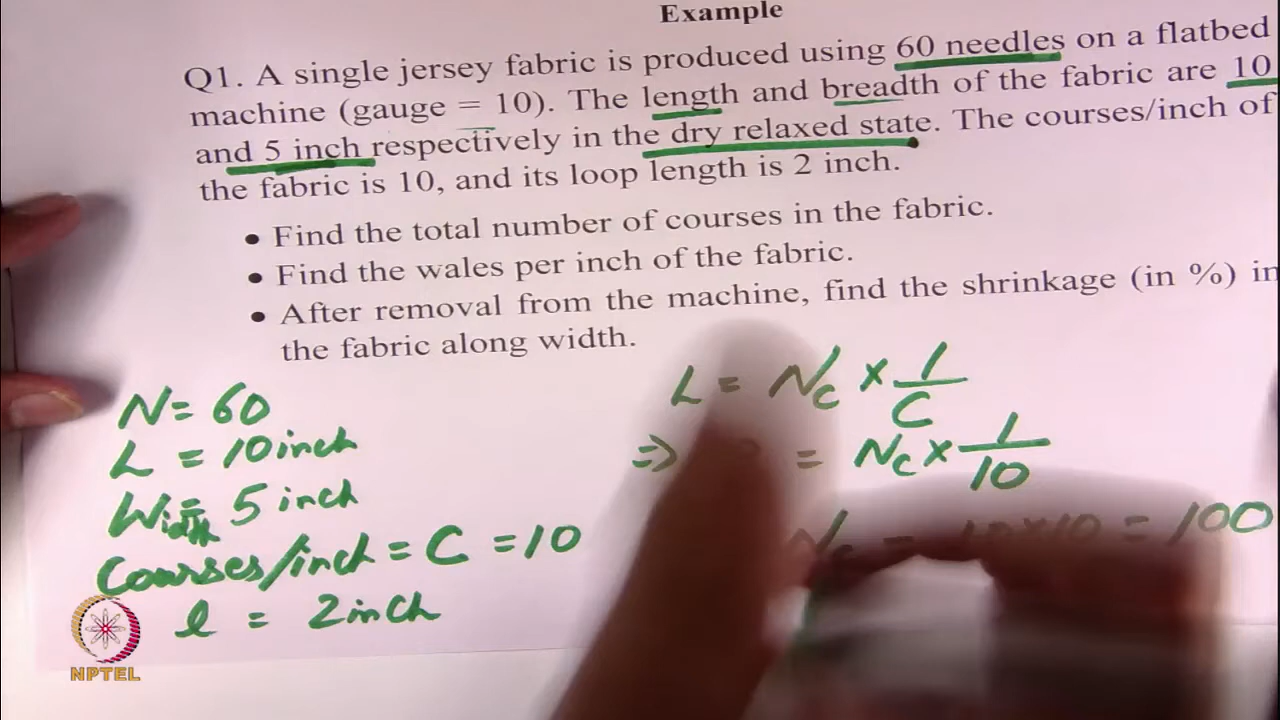 Example
Q1. A single jersey fabric is produced using 60 needles on a flatbed
machine (gauge = 10). The length and breadth of the fabric are 10
and 5 inch respectively in the dry relaxed state. The courses/inch of
the fabric is 10, and its loop length is 2 inch.
• Find the total number of courses in the fabric.
• Find the wales per inch of the fabric.
• After removal from the machine, find the shrinkage (in %) in
the fabric along width.
N = 60
L = 10 inch
Width = 5 inch
Courses/inch = C = 10
l = 2 inch
L = Nc × 1/C
⇒ = Nc × 1/10
Nc = 10×10 = 100
NPTEL